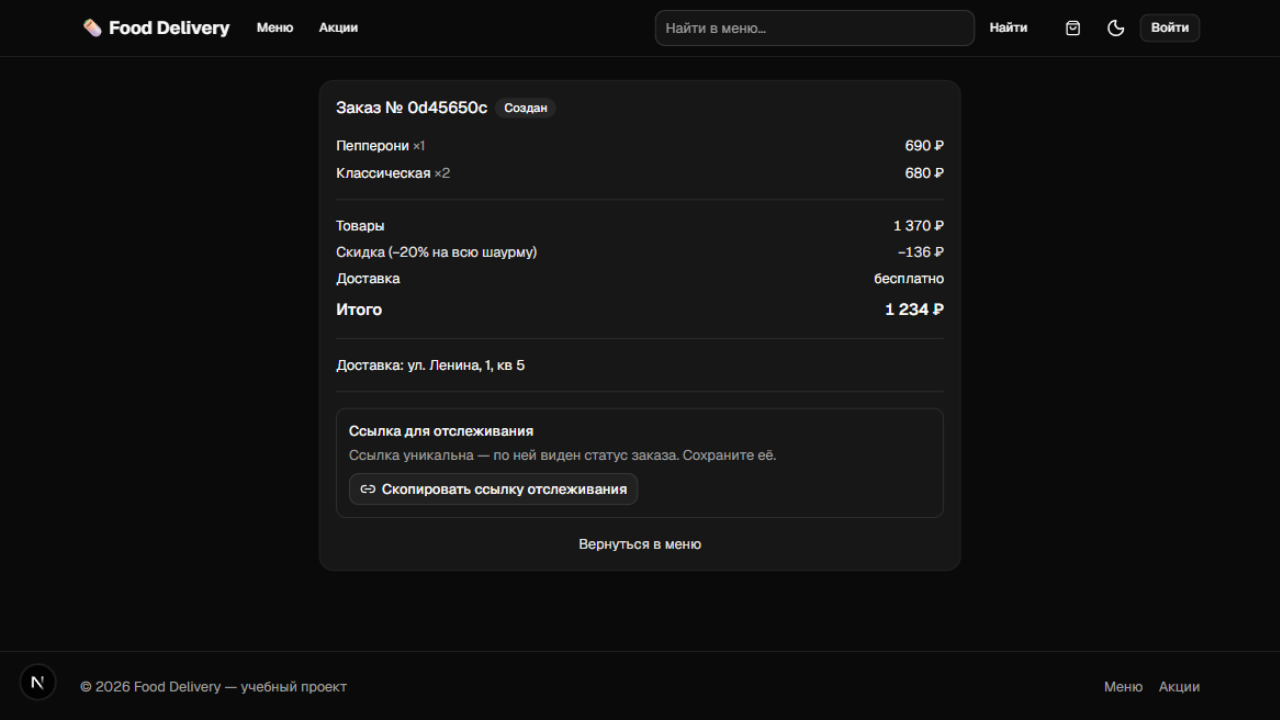 Food Delivery Меню Акции Найти в меню... Найти Войти
Заказ № 0d45650c Создан
Пепперони ×1 690 ₽
Классическая ×2 680 ₽
Товары 1 370 ₽
Скидка (−20% на всю шаурму) −136 ₽
Доставка бесплатно
Итого 1 234 ₽
Доставка: ул. Ленина, 1, кв 5
Ссылка для отслеживания
Ссылка уникальна — по ней виден статус заказа. Сохраните её.
Скопировать ссылку отслеживания
Вернуться в меню
N © 2026 Food Delivery — учебный проект Меню Акции